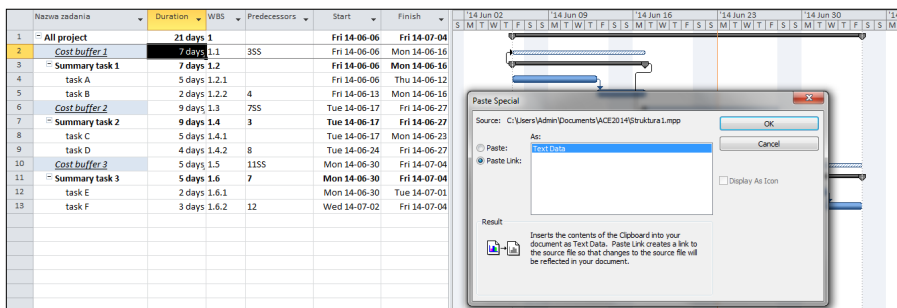 Nazwa zadania Duration WBS Predecessors Start Finish
'14 Jun 02 '14 Jun 09 '14 Jun 16 '14 Jun 23 '14 Jun 30
S M T W T F S S M T W T F S S M T W T F S S M T W T F S S M T W T F S S
1 All project 21 days 1 Fri 14-06-06 Fri 14-07-04
2 Cost buffer 1 7 days 1.1 3SS Fri 14-06-06 Mon 14-06-16
3 Summary task 1 7 days 1.2 Fri 14-06-06 Mon 14-06-16
4 task A 5 days 1.2.1 Fri 14-06-06 Thu 14-06-12
5 task B 2 days 1.2.2 4 Fri 14-06-13 Mon 14-06-16
6 Cost buffer 2 9 days 1.3 7SS Tue 14-06-17 Fri 14-06-27
7 Summary task 2 9 days 1.4 3 Tue 14-06-17 Fri 14-06-27
8 task C 5 days 1.4.1 Tue 14-06-17 Mon 14-06-23
9 task D 4 days 1.4.2 8 Tue 14-06-24 Fri 14-06-27
10 Cost buffer 3 5 days 1.5 11SS Mon 14-06-30 Fri 14-07-04
11 Summary task 3 5 days 1.6 7 Mon 14-06-30 Fri 14-07-04
12 task E 2 days 1.6.1 Mon 14-06-30 Tue 14-07-01
13 task F 3 days 1.6.2 12 Wed 14-07-02 Fri 14-07-04
Paste Special
Source: C:\Users\Admin\Documents\ACE2014\Struktura1.mpp
As:
Paste:
Paste Link:
Text Data
OK
Cancel
Display As Icon
Result
Inserts the contents of the Clipboard into your
document as Text Data. Paste Link creates a link to
the source file so that changes to the source file will
be reflected in your document.